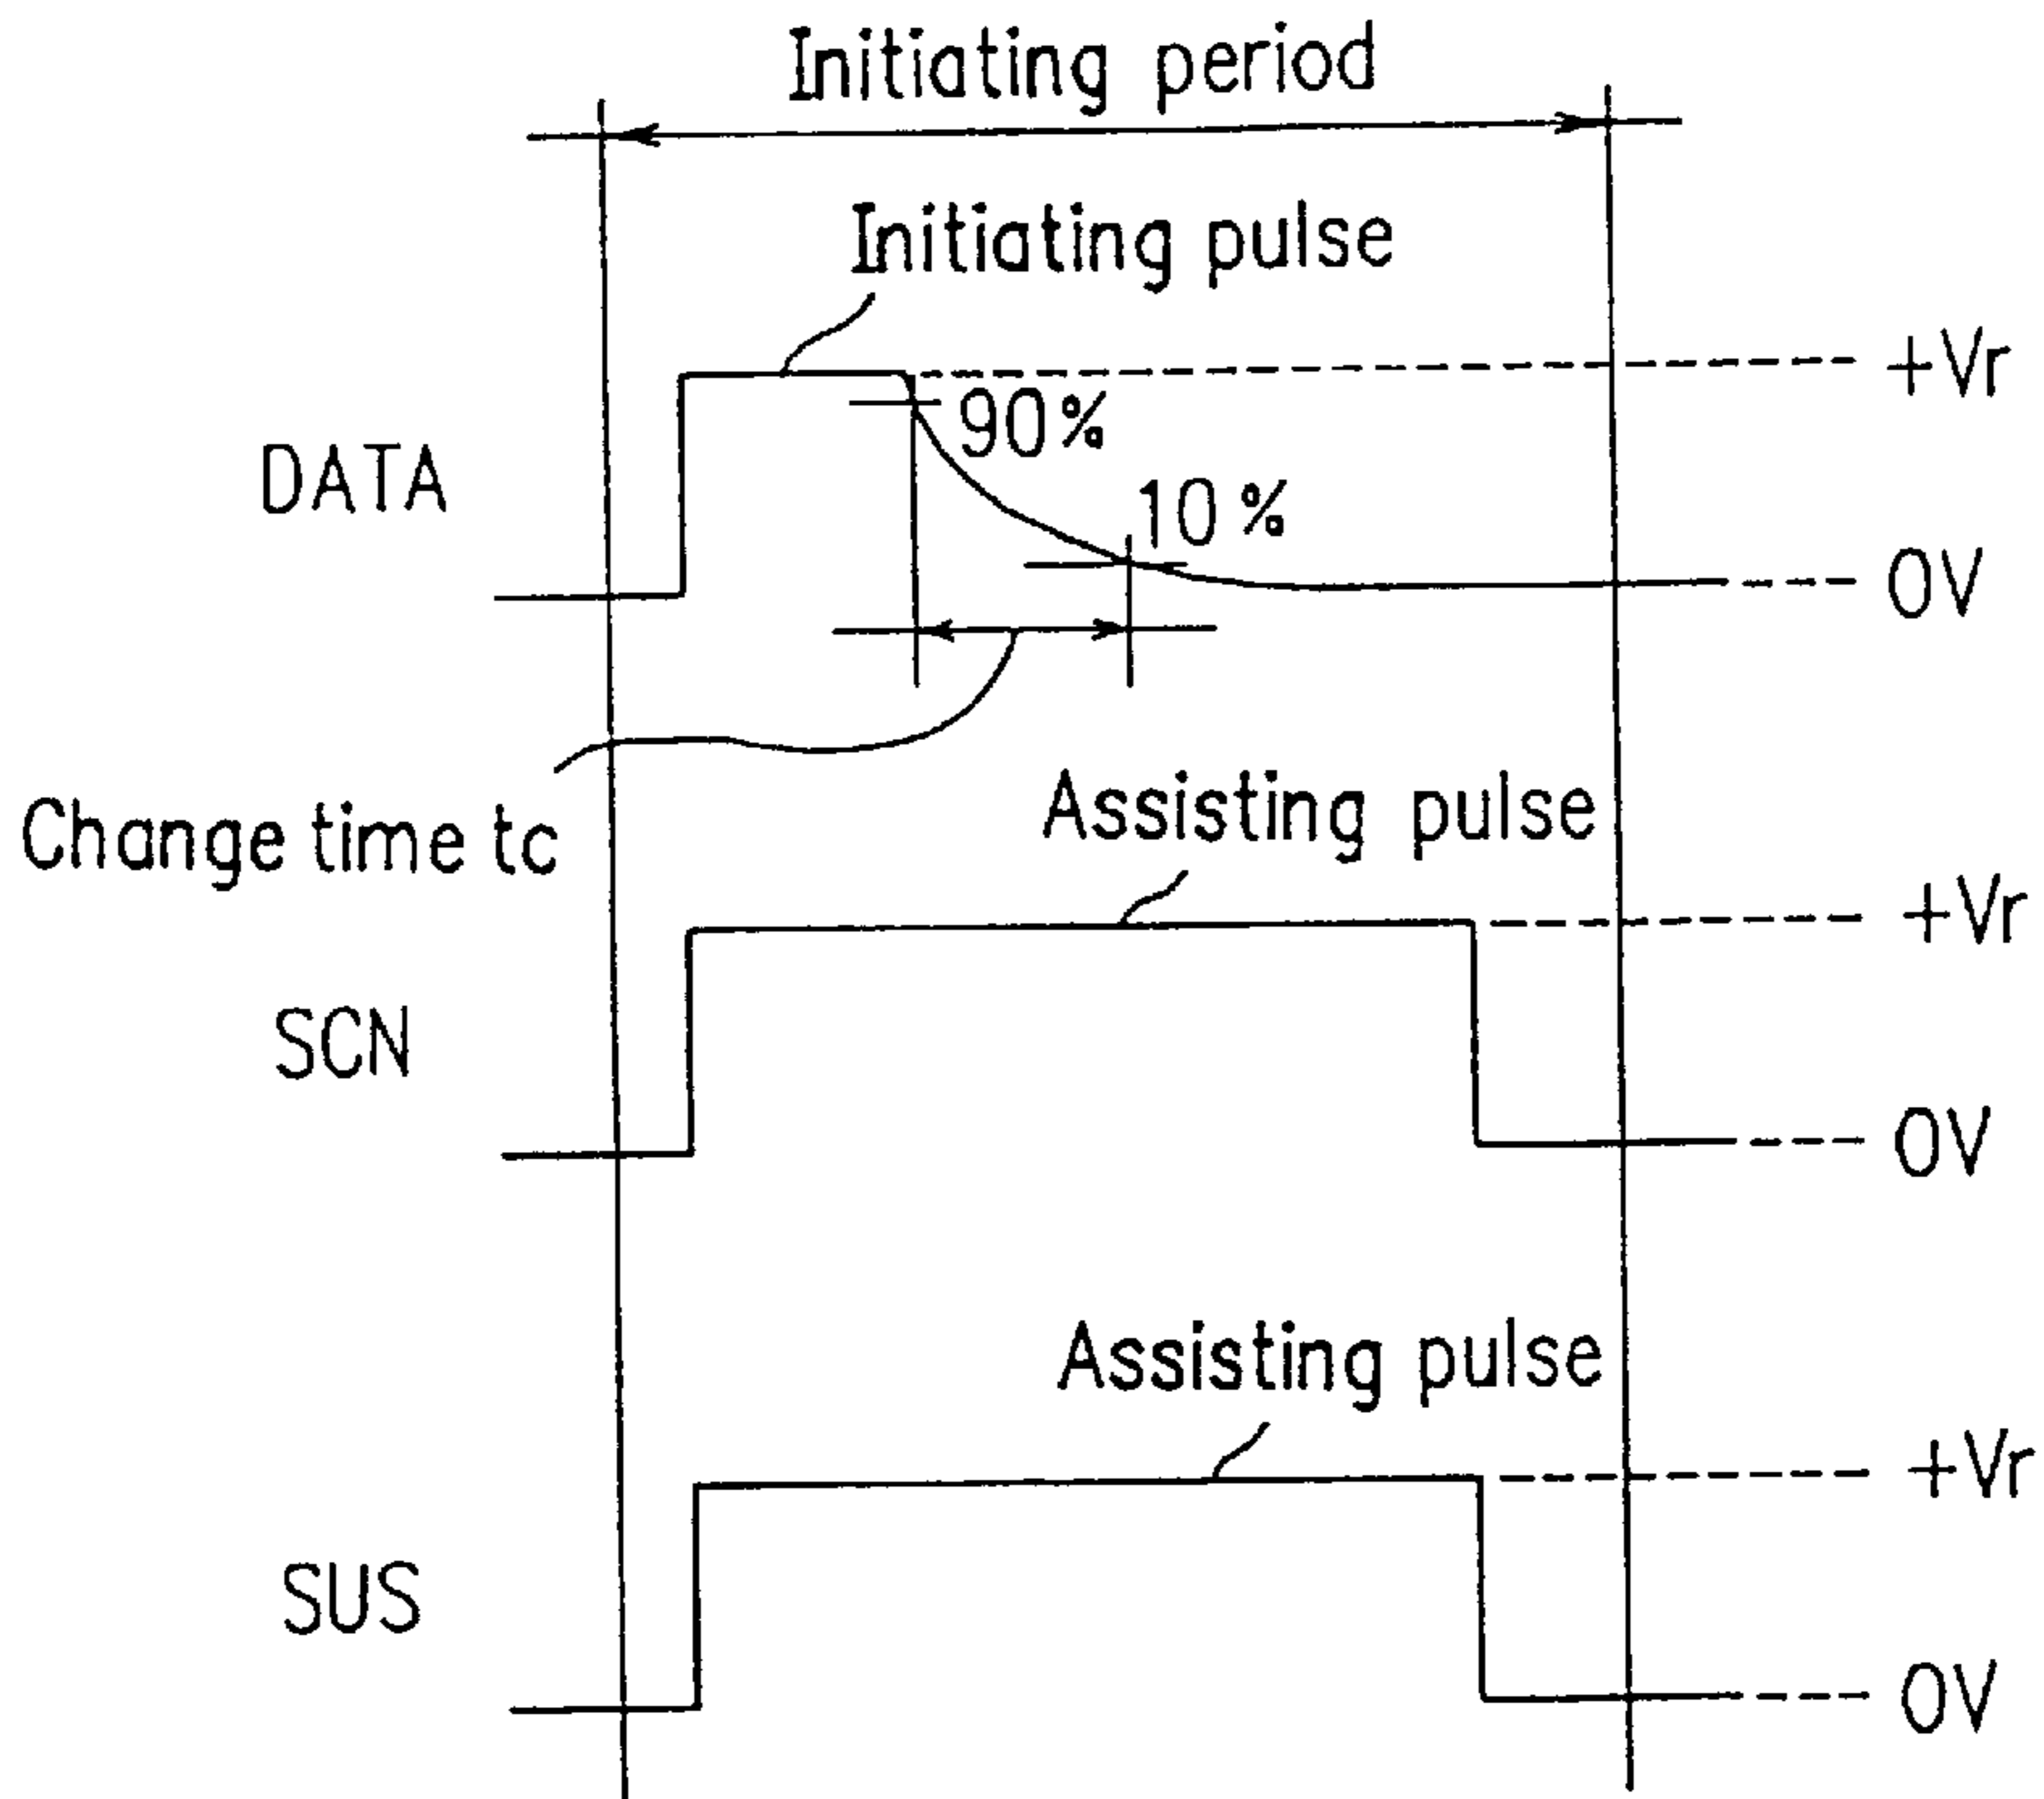 Initiating period
Initiating pulse
+Vr
90%
DATA
10%
0V
Change time tc
Assisting pulse
+Vr
SCN
0V
Assisting pulse
+Vr
SUS
0V